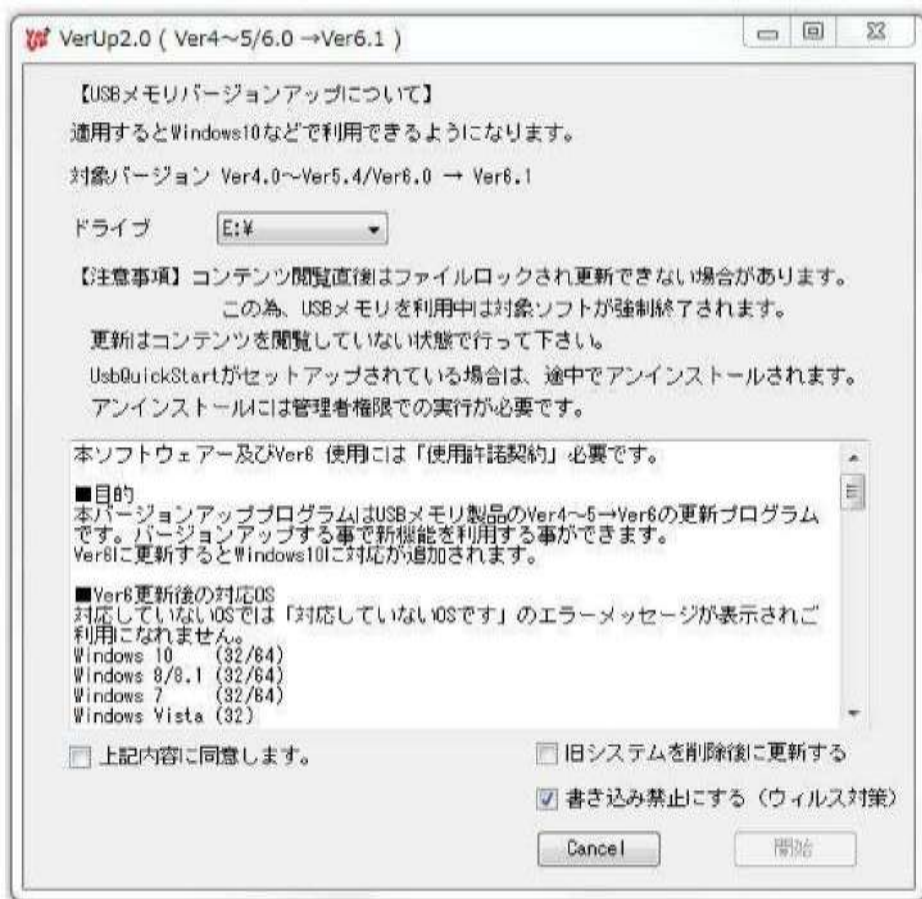 VerUp2.0 ( Ver4～5/6.0 →Ver6.1 )
【USBメモリバージョンアップについて】
適用するとWindows10などで利用できるようになります。
対象バージョン Ver4.0～Ver5.4/Ver6.0 → Ver6.1
ドライブ E:¥
【注意事項】コンテンツ閲覧直後はファイルロックされ更新できない場合があります。
この為、USBメモリを利用中は対象ソフトが強制終了されます。
更新はコンテンツを閲覧していない状態で行って下さい。
UsbQuickStartがセットアップされている場合は、途中でアンインストールされます。
アンインストールには管理者権限での実行が必要です。
本ソフトウェアー及びVer6 使用には「使用許諾契約」必要です。
■目的
本バージョンアッププログラムはUSBメモリ製品のVer4～5→Ver6の更新プログラム
です。バージョンアップする事で新機能を利用する事ができます。
Ver6に更新するとWindows10に対応が追加されます。
■Ver6更新後の対応OS
対応していないOSでは「対応していないOSです」のエラーメッセージが表示されご
利用になれません。
Windows 10 (32/64)
Windows 8/8.1 (32/64)
Windows 7 (32/64)
Windows Vista (32)
上記内容に同意します。
旧システムを削除後に更新する
書き込み禁止にする（ウィルス対策）
Cancel 開始